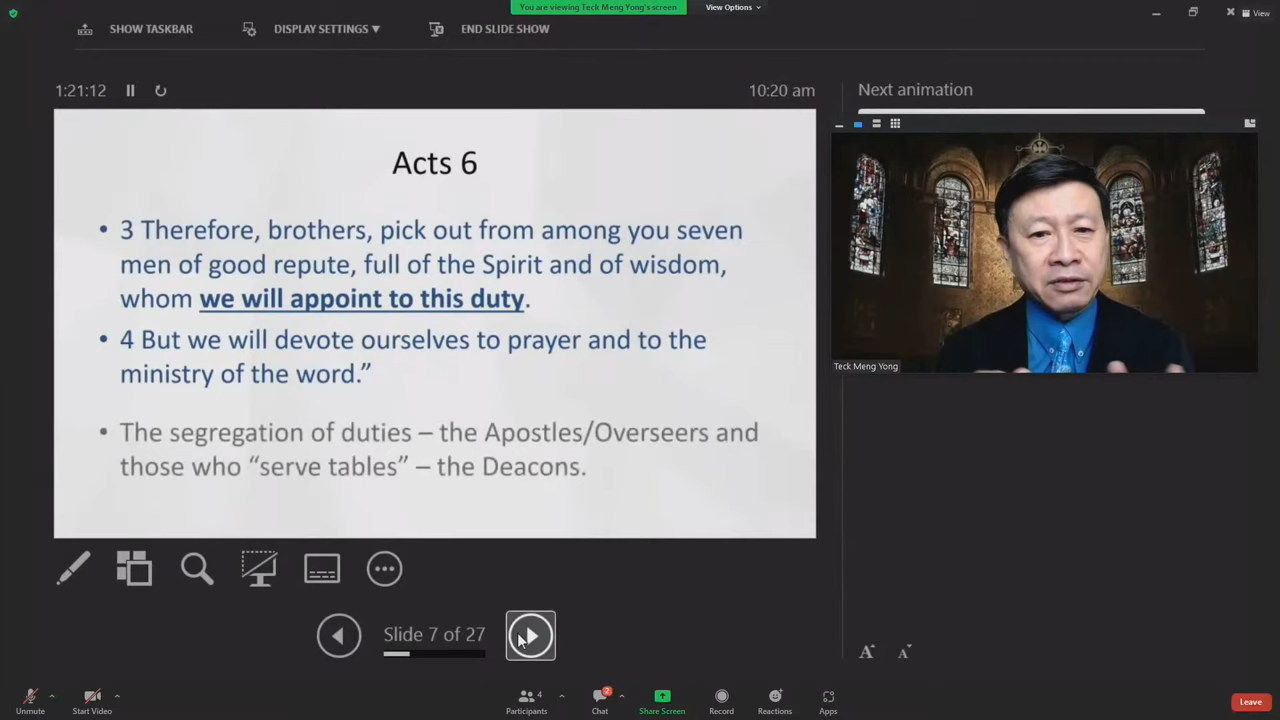 You are viewing Teck Meng Yong's screen
View Options
View
SHOW TASKBAR
DISPLAY SETTINGS
END SLIDE SHOW
1:21:12
10:20 am
Next animation
Acts 6
• 3 Therefore, brothers, pick out from among you seven
men of good repute, full of the Spirit and of wisdom,
whom we will appoint to this duty.
• 4 But we will devote ourselves to prayer and to the
ministry of the word.”
• The segregation of duties – the Apostles/Overseers and
those who “serve tables” – the Deacons.
Teck Meng Yong
Slide 7 of 27
A A
Unmute
Start Video
4
Participants
2
Chat
Share Screen
Record
Reactions
Apps
Leave